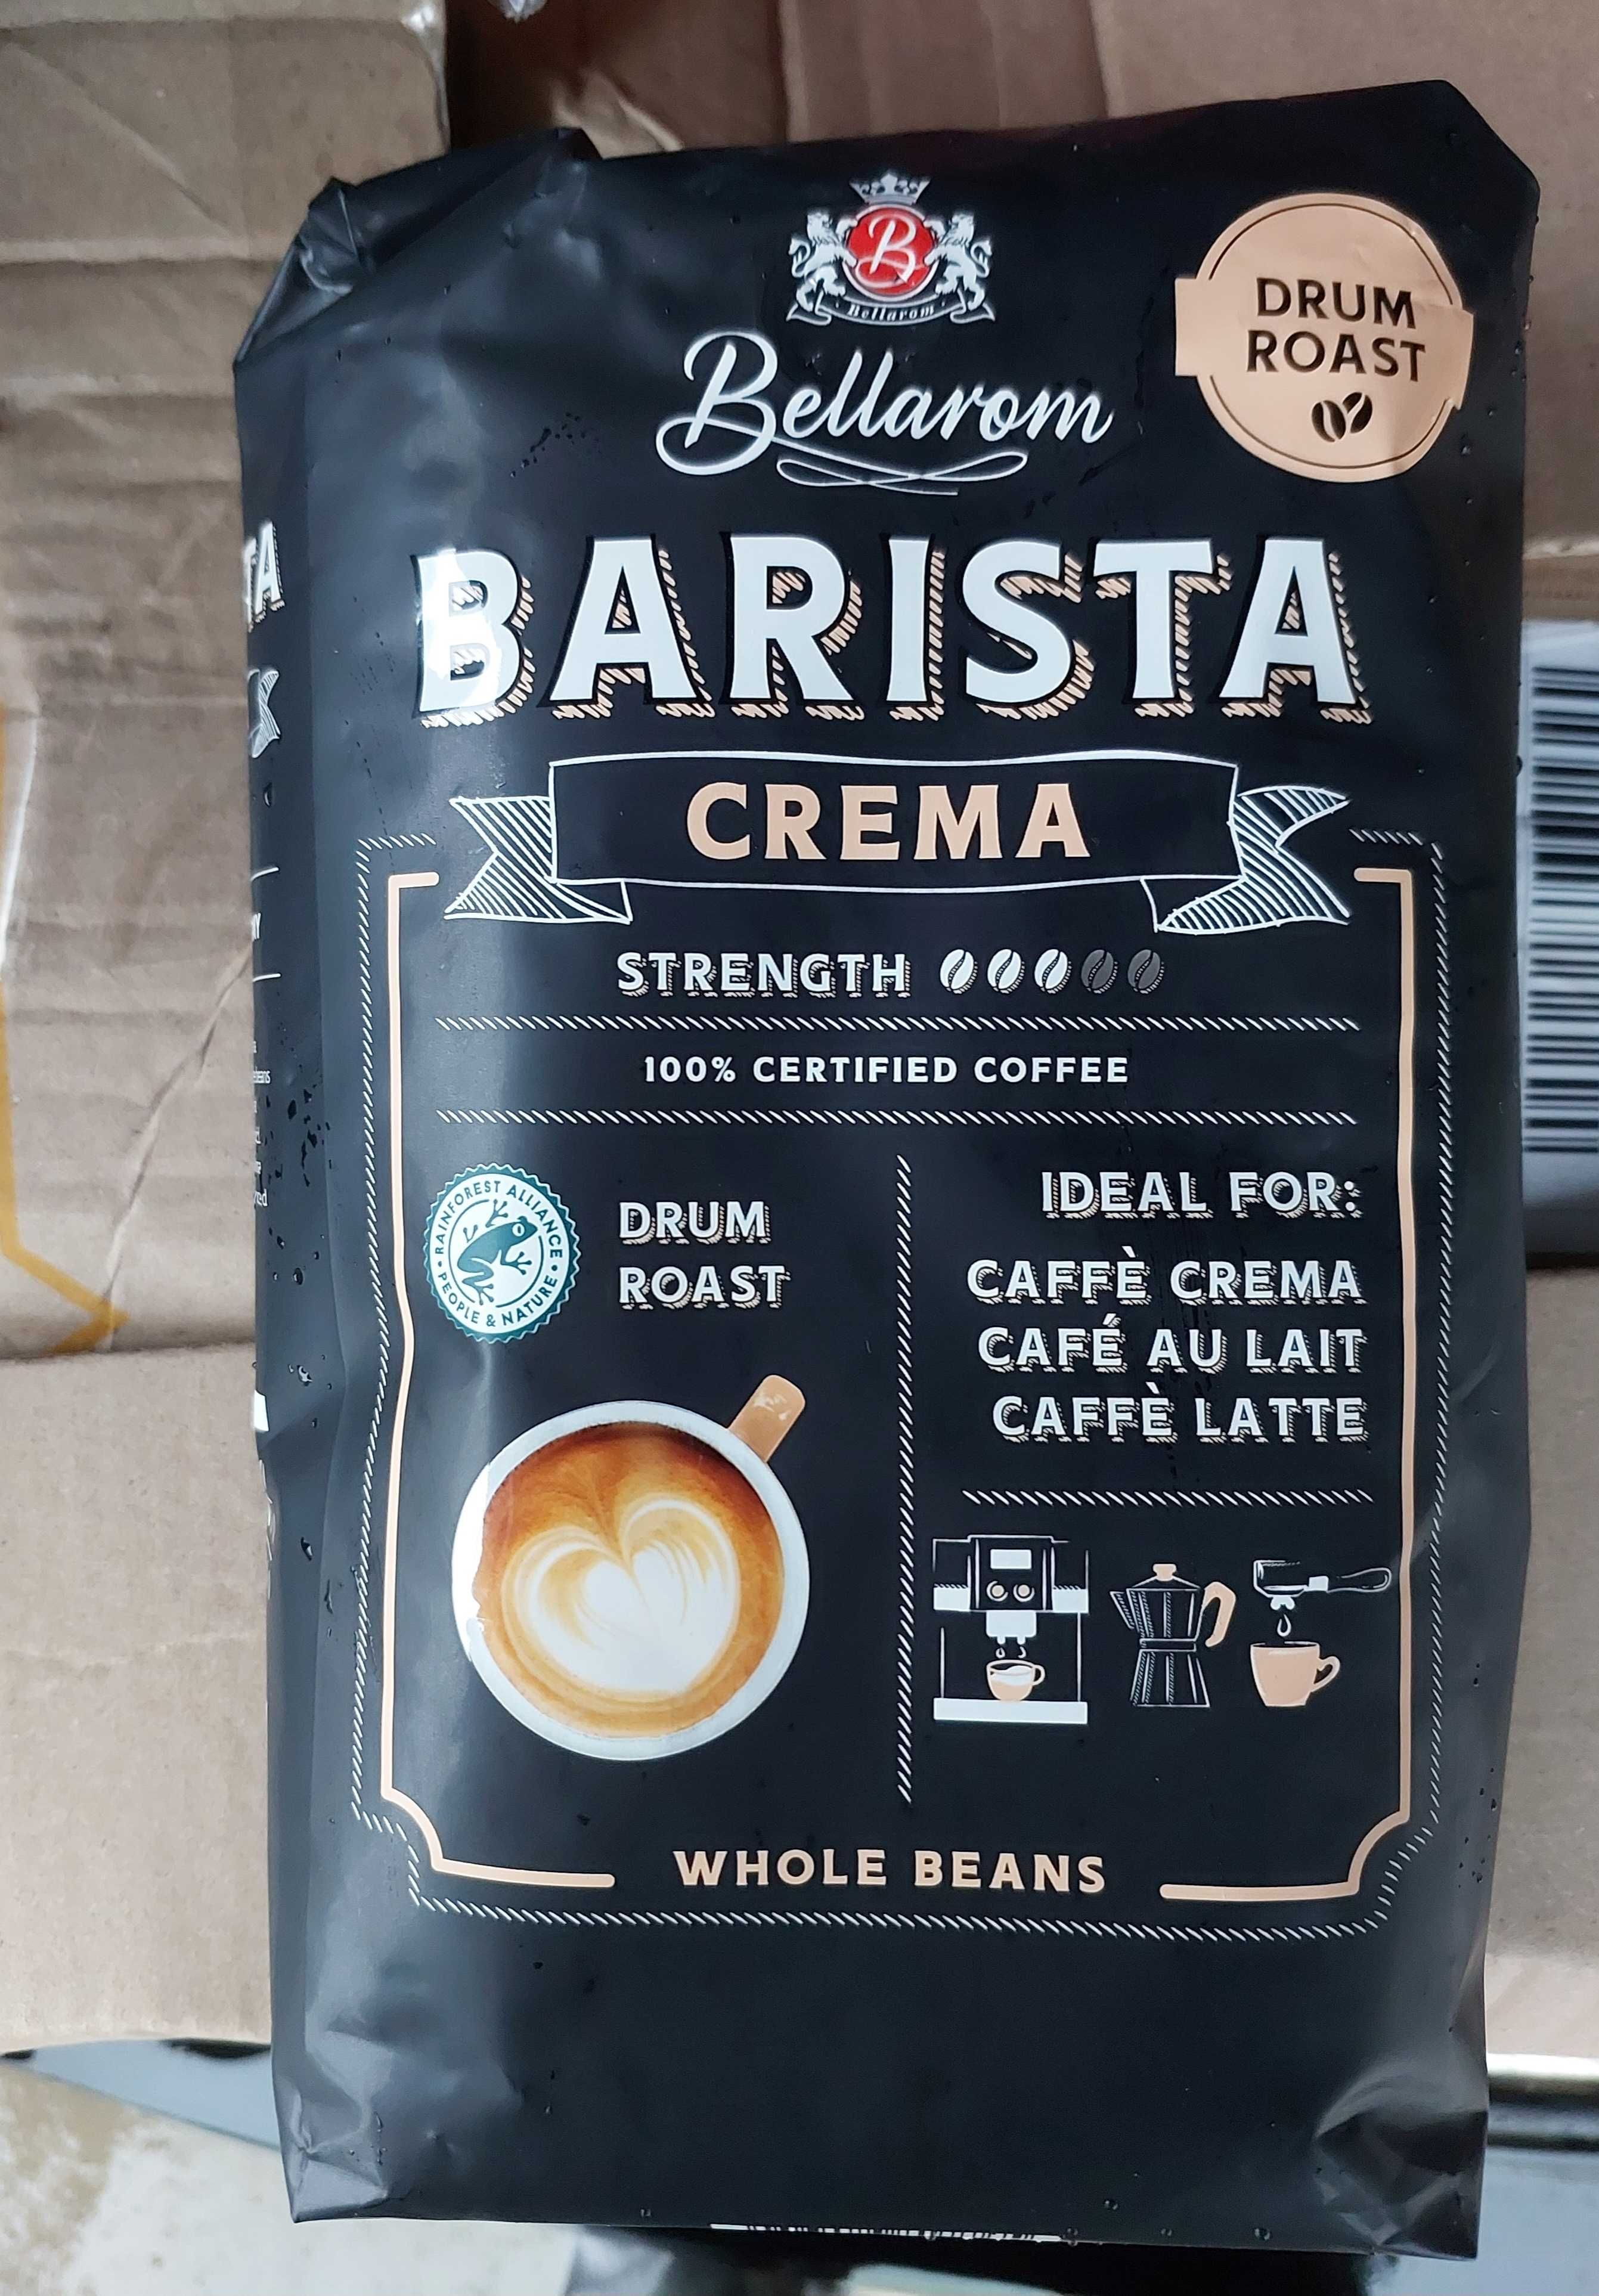 Bellarom
Bellarom
DRUM
ROAST
BARISTA
CREMA
STRENGTH
100% CERTIFIED COFFEE
RAINFOREST ALLIANCE
PEOPLE & NATURE
DRUM
ROAST
IDEAL FOR:
CAFFÈ CREMA
CAFÉ AU LAIT
CAFFÈ LATTE
WHOLE BEANS